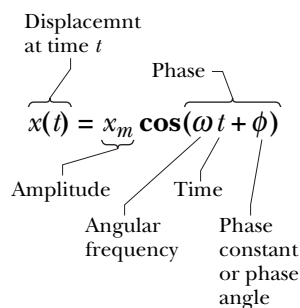 Displacemnt
at time t
Phase
x(t) = x_m cos(ωt + ϕ)
Amplitude
Time
Angular
frequency
Phase
constant
or phase
angle